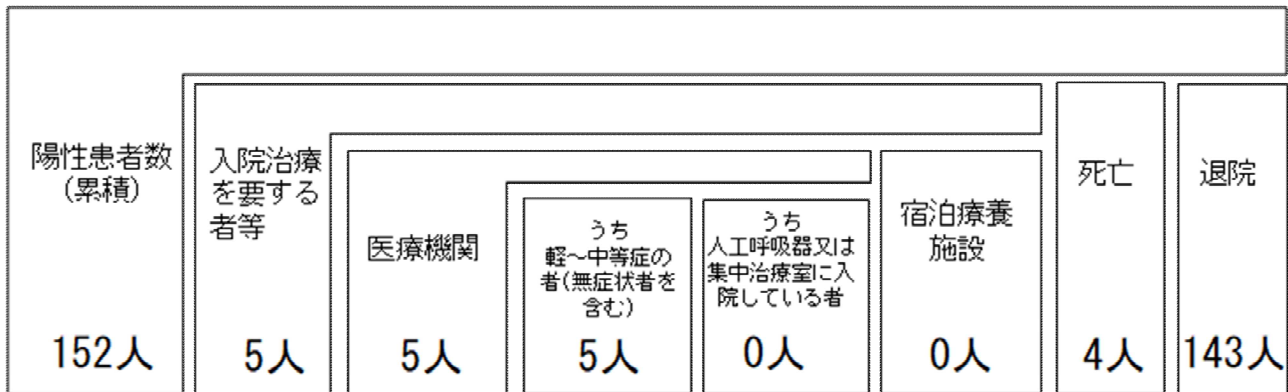 陽性患者数
(累積)
152人
入院治療
を要する
者等
5人
医療機関
5人
うち
軽～中等症の
者(無症状者を
含む)
5人
うち
人工呼吸器又は
集中治療室に入
院している者
0人
宿泊療養
施設
0人
死亡
4人
退院
143人